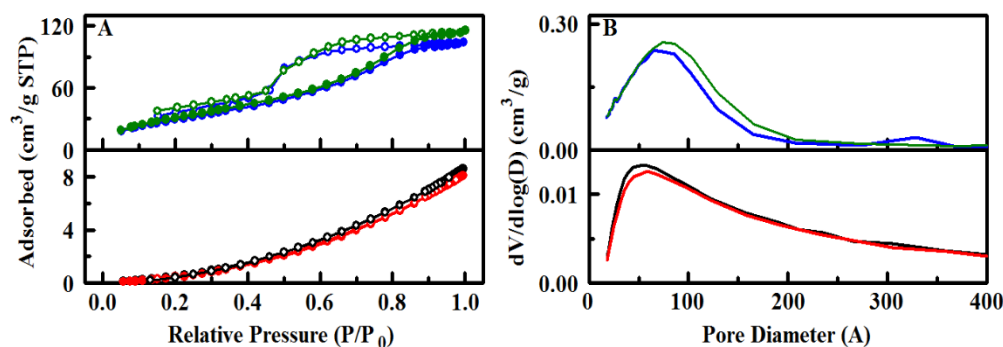 A
120
60
0
8
4
0
0.0 0.2 0.4 0.6 0.8 1.0
Relative Pressure (P/P0)
Adsorbed (cm³/g STP)
B
0.30
0.00
0.01
0.00
0 100 200 300 400
Pore Diameter (A)
dV/dlog(D) (cm³/g)